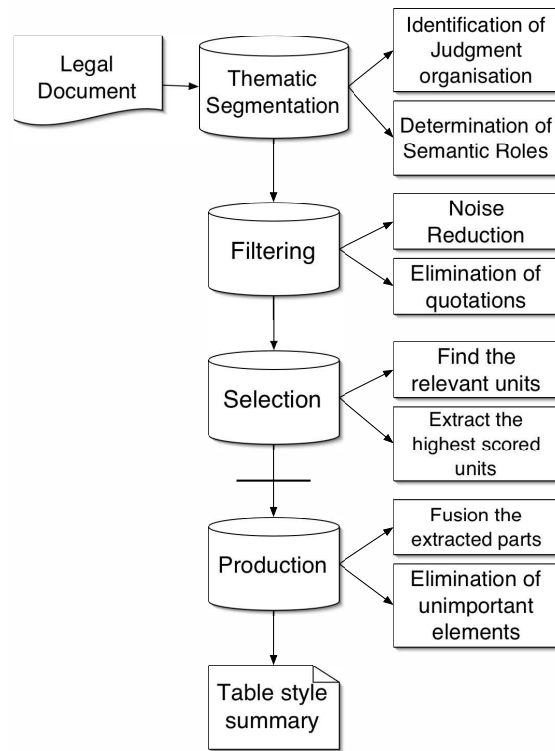 Legal
Document
Thematic
Segmentation
Identification of
Judgment
organisation
Determination of
Semantic Roles
Filtering
Noise
Reduction
Elimination of
quotations
Selection
Find the
relevant units
Extract the
highest scored
units
Production
Fusion the
extracted parts
Elimination of
unimportant
elements
Table style
summary